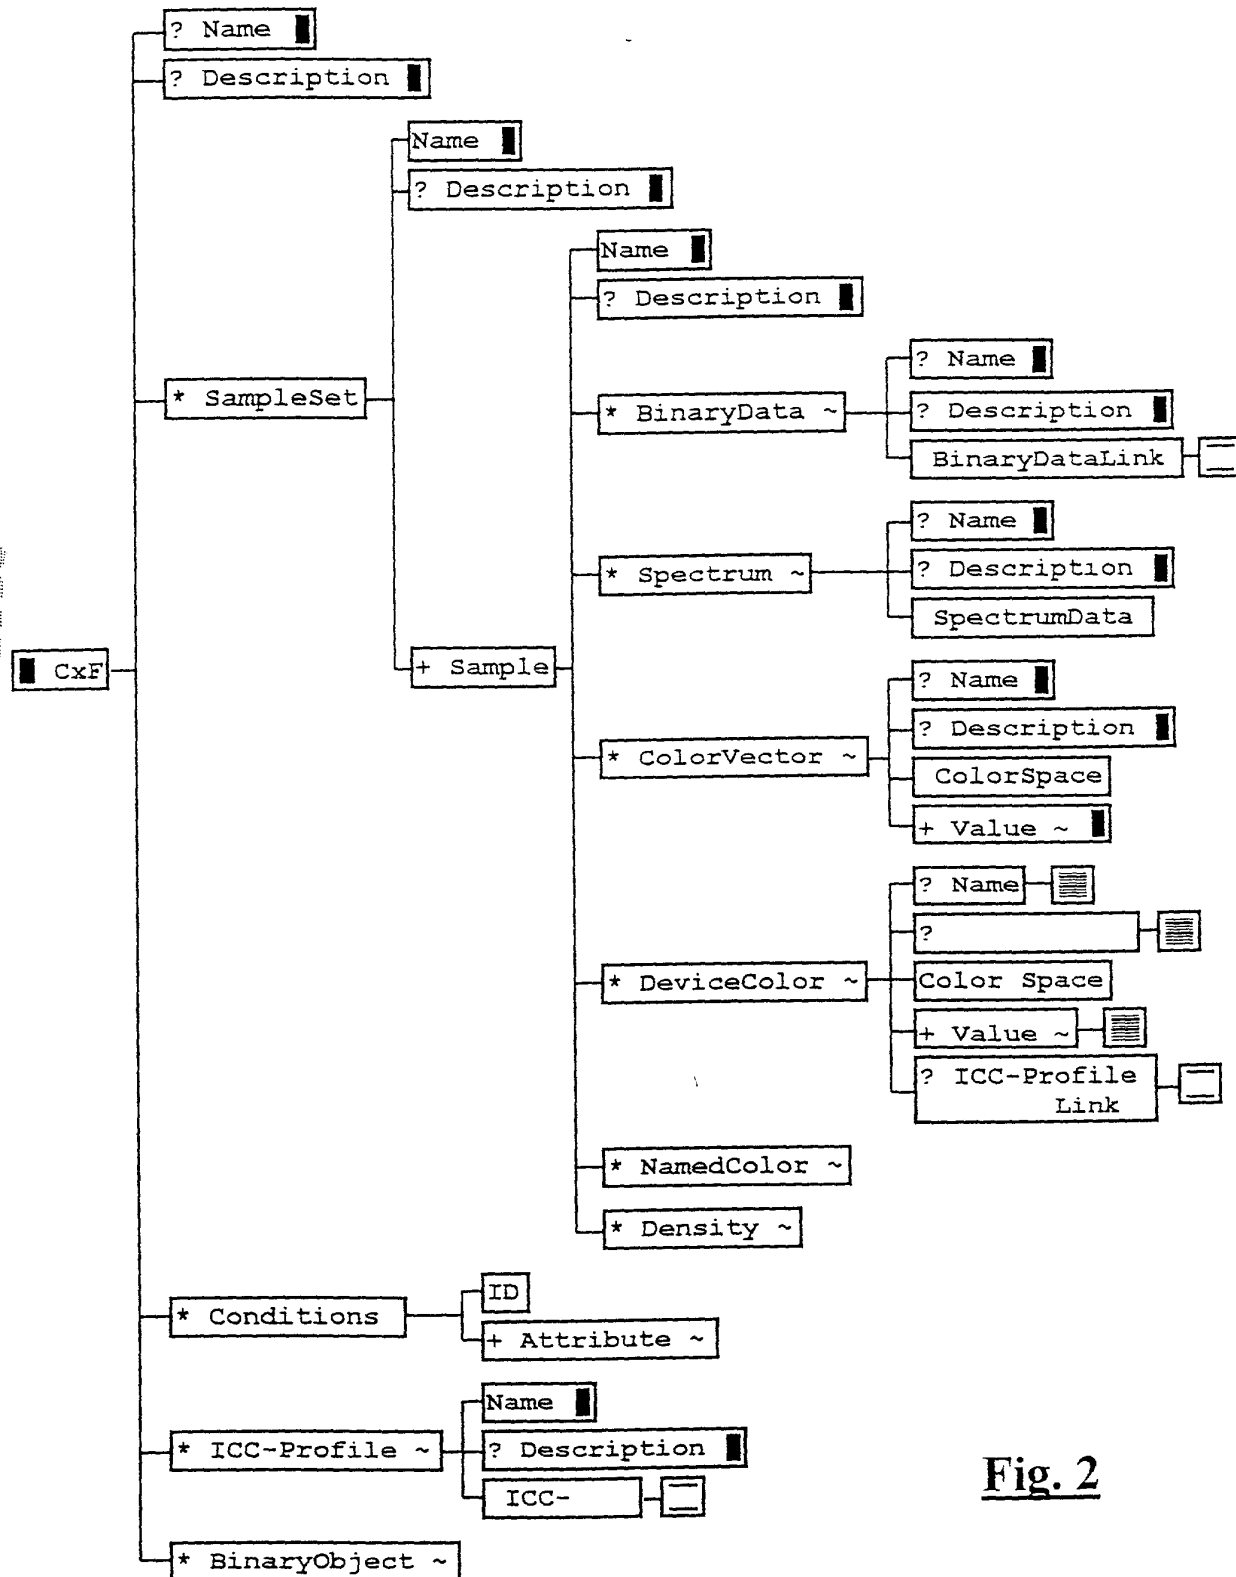 ? Name
? Description
Name
? Description
Name
? Description
? Name
* SampleSet
* BinaryData ~
? Description
BinaryDataLink
? Name
* Spectrum ~
? Description
SpectrumData
CxF
+ Sample
? Name
? Description
* ColorVector ~
ColorSpace
+ Value ~
? Name
?
* DeviceColor ~
Color Space
+ Value ~
? ICC-Profile
Link
* NamedColor ~
* Density ~
ID
* Conditions
+ Attribute ~
Name
* ICC-Profile ~
? Description
ICC-
* BinaryObject ~
Fig. 2